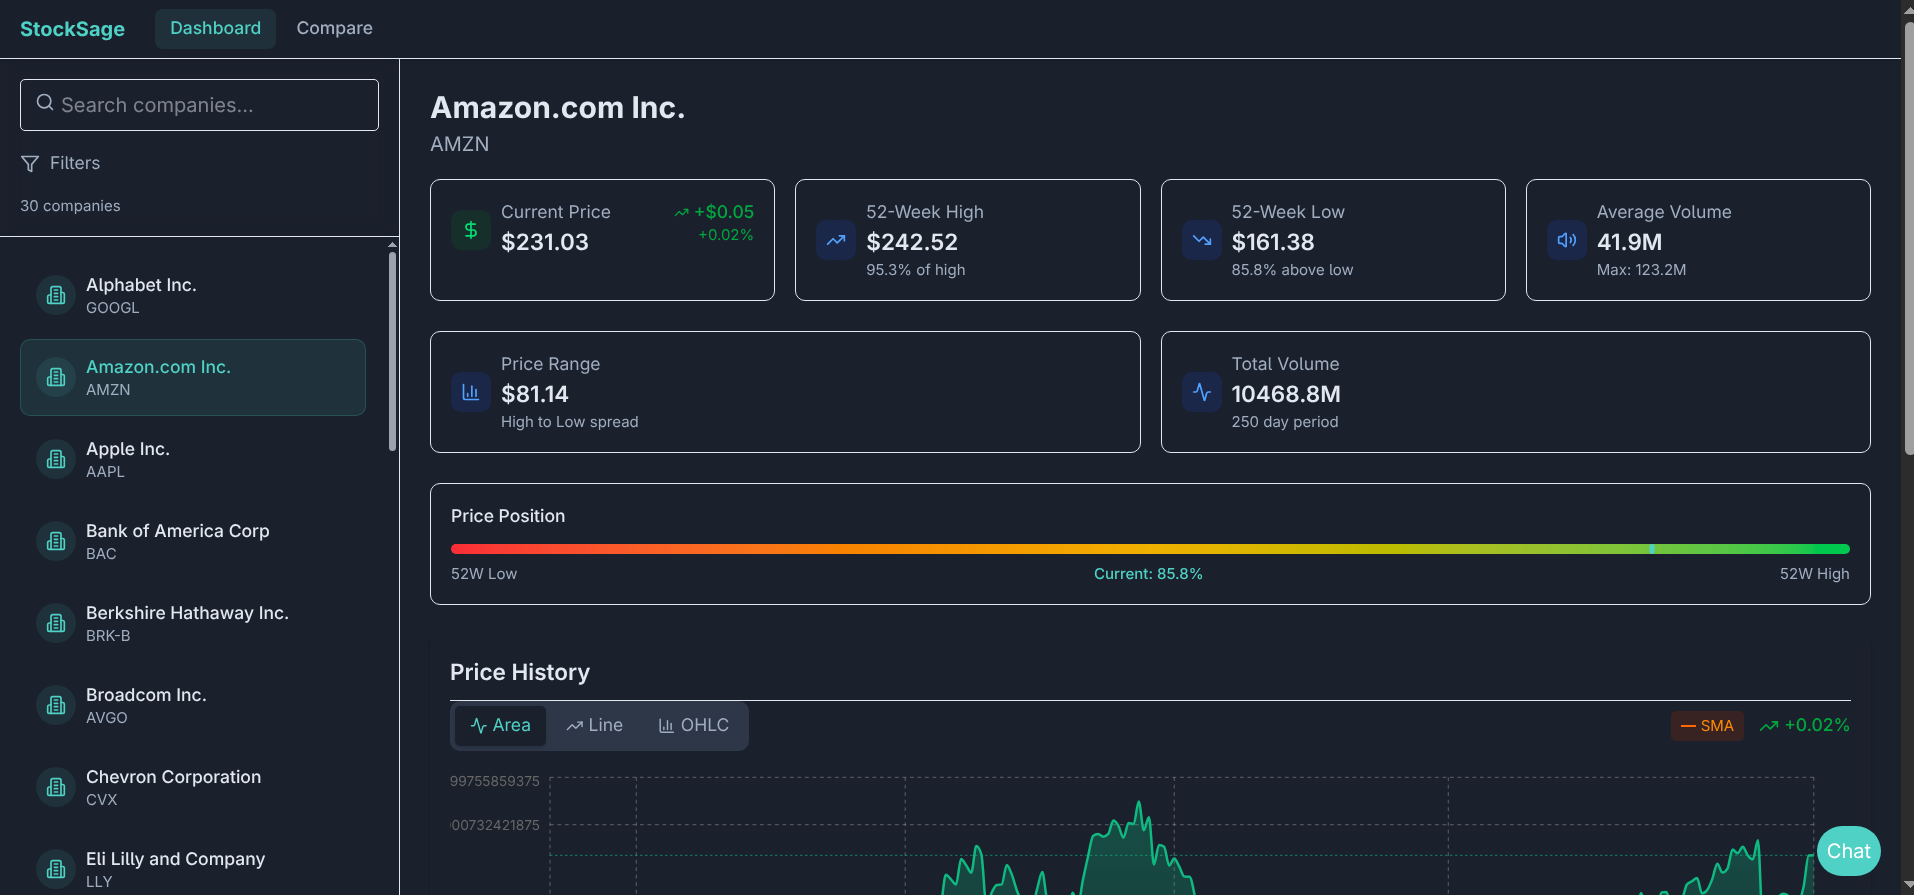 StockSage
Dashboard
Compare
Search companies...
Filters
30 companies
Alphabet Inc.
GOOGL
Amazon.com Inc.
AMZN
Apple Inc.
AAPL
Bank of America Corp
BAC
Berkshire Hathaway Inc.
BRK-B
Broadcom Inc.
AVGO
Chevron Corporation
CVX
Eli Lilly and Company
LLY
Amazon.com Inc.
AMZN
Current Price
$231.03
+$0.05
+0.02%
52-Week High
$242.52
95.3% of high
52-Week Low
$161.38
85.8% above low
Average Volume
41.9M
Max: 123.2M
Price Range
$81.14
High to Low spread
Total Volume
10468.8M
250 day period
Price Position
52W Low
Current: 85.8%
52W High
Price History
Area
Line
OHLC
SMA
+0.02%
99755859375
00732421875
Chat